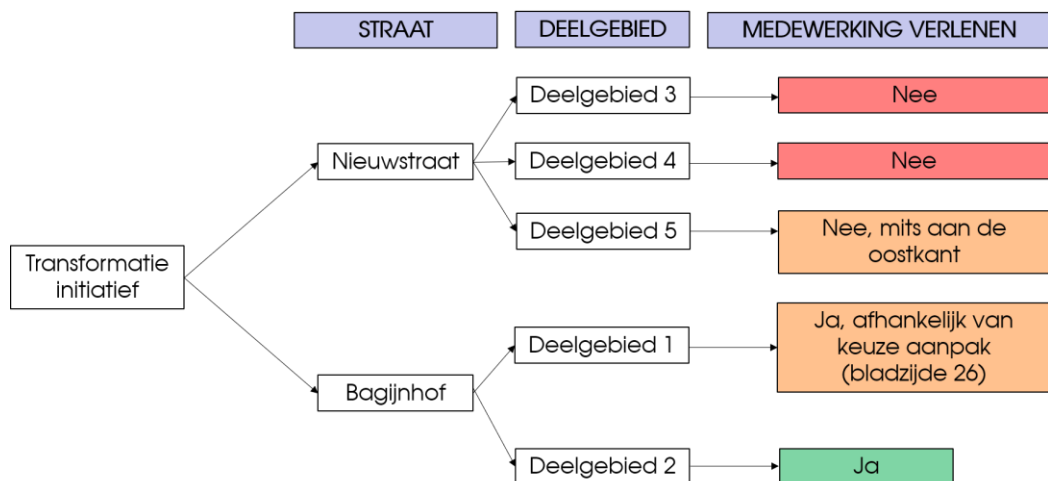 STRAAT
DEELGEBIED
MEDEWERKING VERLENEN
Deelgebied 3
Nee
Nieuwstraat
Deelgebied 4
Nee
Deelgebied 5
Nee, mits aan de
oostkant
Transformatie
initiatief
Deelgebied 1
Ja, afhankelijk van
keuze aanpak
(bladzijde 26)
Bagijnhof
Deelgebied 2
Ja